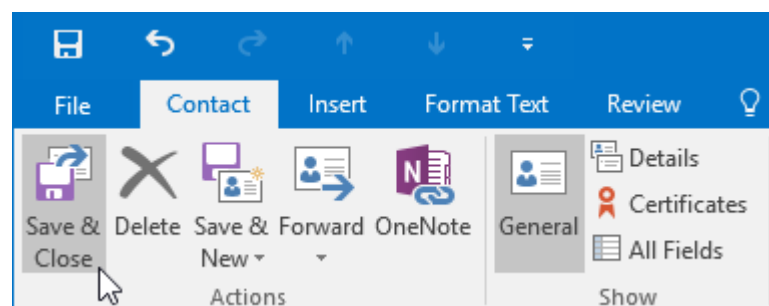 File Contact Insert Format Text Review
Save & Close
Delete
Save & New
Forward
OneNote
General
Details
Certificates
All Fields
Actions
Show